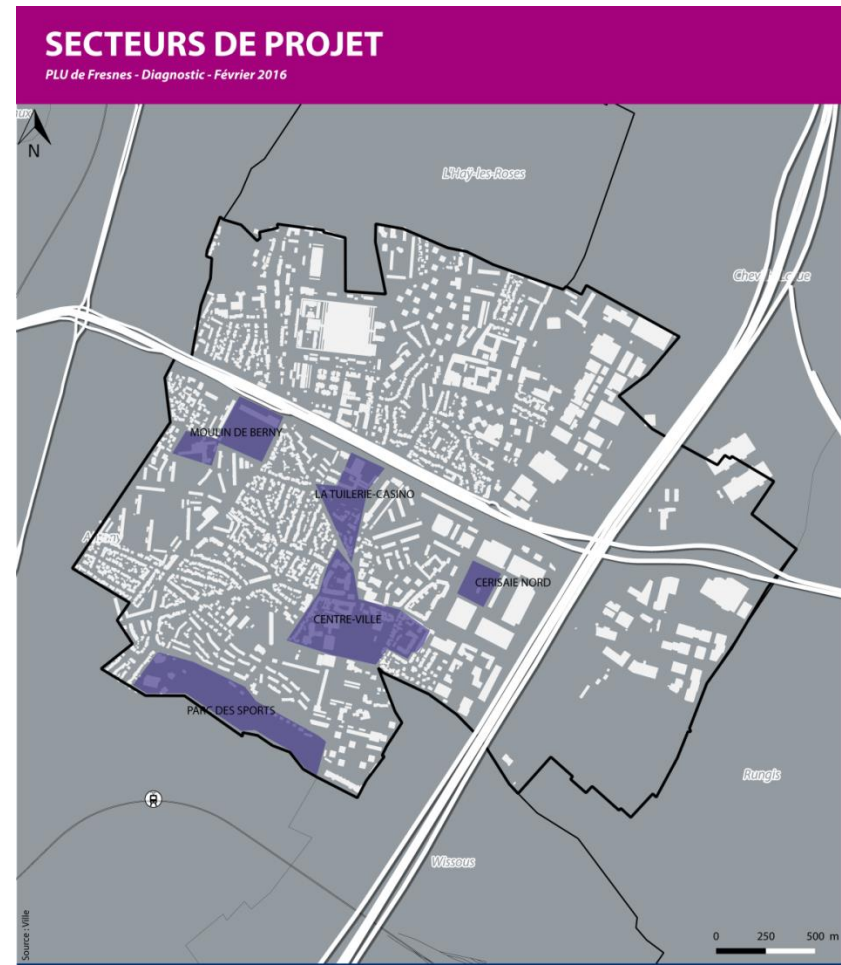 SECTEURS DE PROJET
PLU de Fresnes - Diagnostic - Février 2016
N
L'Haÿ-les-Roses
MOULIN DE BERNY
LA TUILERIE-CASINO
CERISAIE NORD
CENTRE-VILLE
PARC DES SPORTS
Rungis
Wissous
Source : Ville
0 250 500 m